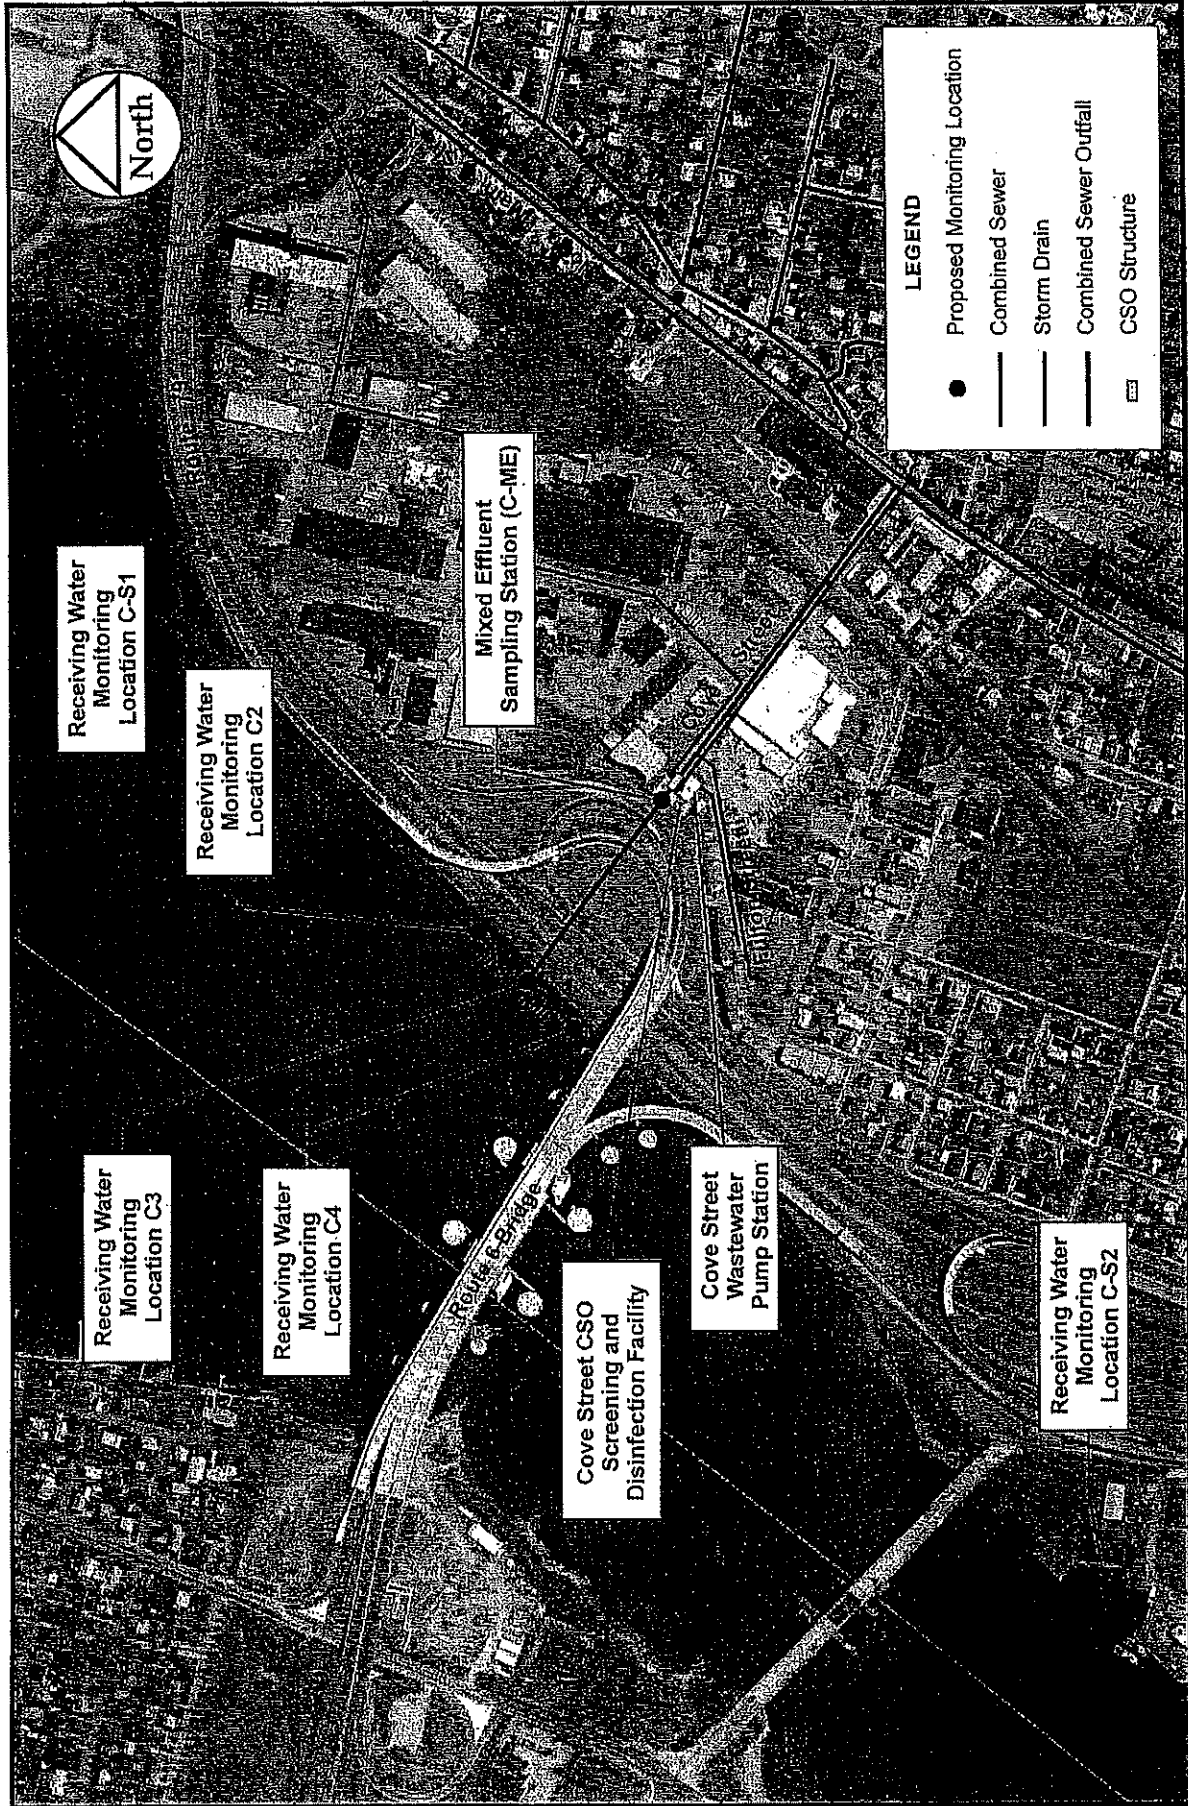 North
Receiving Water
Monitoring
Location C-S1
Receiving Water
Monitoring
Location C2
Receiving Water
Monitoring
Location C3
Receiving Water
Monitoring
Location C4
Mixed Effluent
Sampling Station (C-ME)
Cove Street CSO
Screening and
Disinfection Facility
Cove Street
Wastewater
Pump Station
Receiving Water
Monitoring
Location C-S2
Route 6 Bridge
Cove Street
LEGEND
Proposed Monitoring Location
Combined Sewer
Storm Drain
Combined Sewer Outfall
CSO Structure